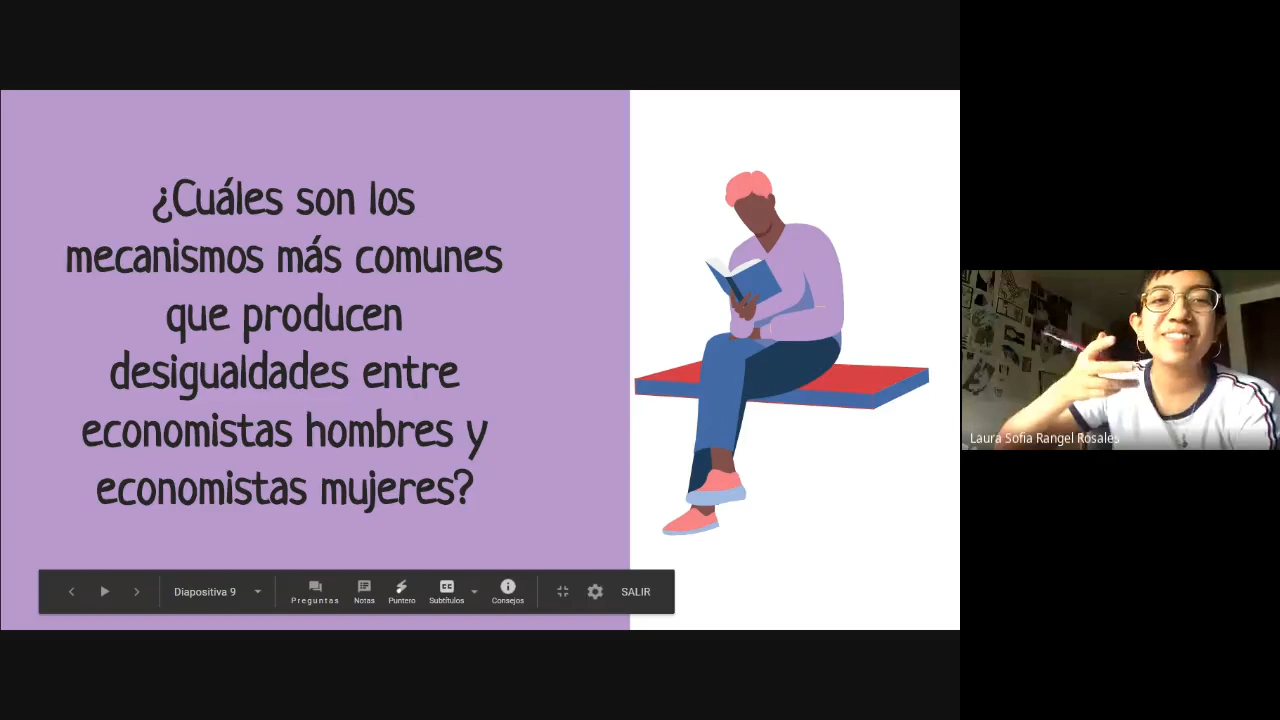 ¿Cuáles son los
mecanismos más comunes
que producen
desigualdades entre
economistas hombres y
economistas mujeres?
Diapositiva 9
Preguntas
Notas
Puntero
Subtítulos
Consejos
SALIR
Laura Sofia Rangel Rosales